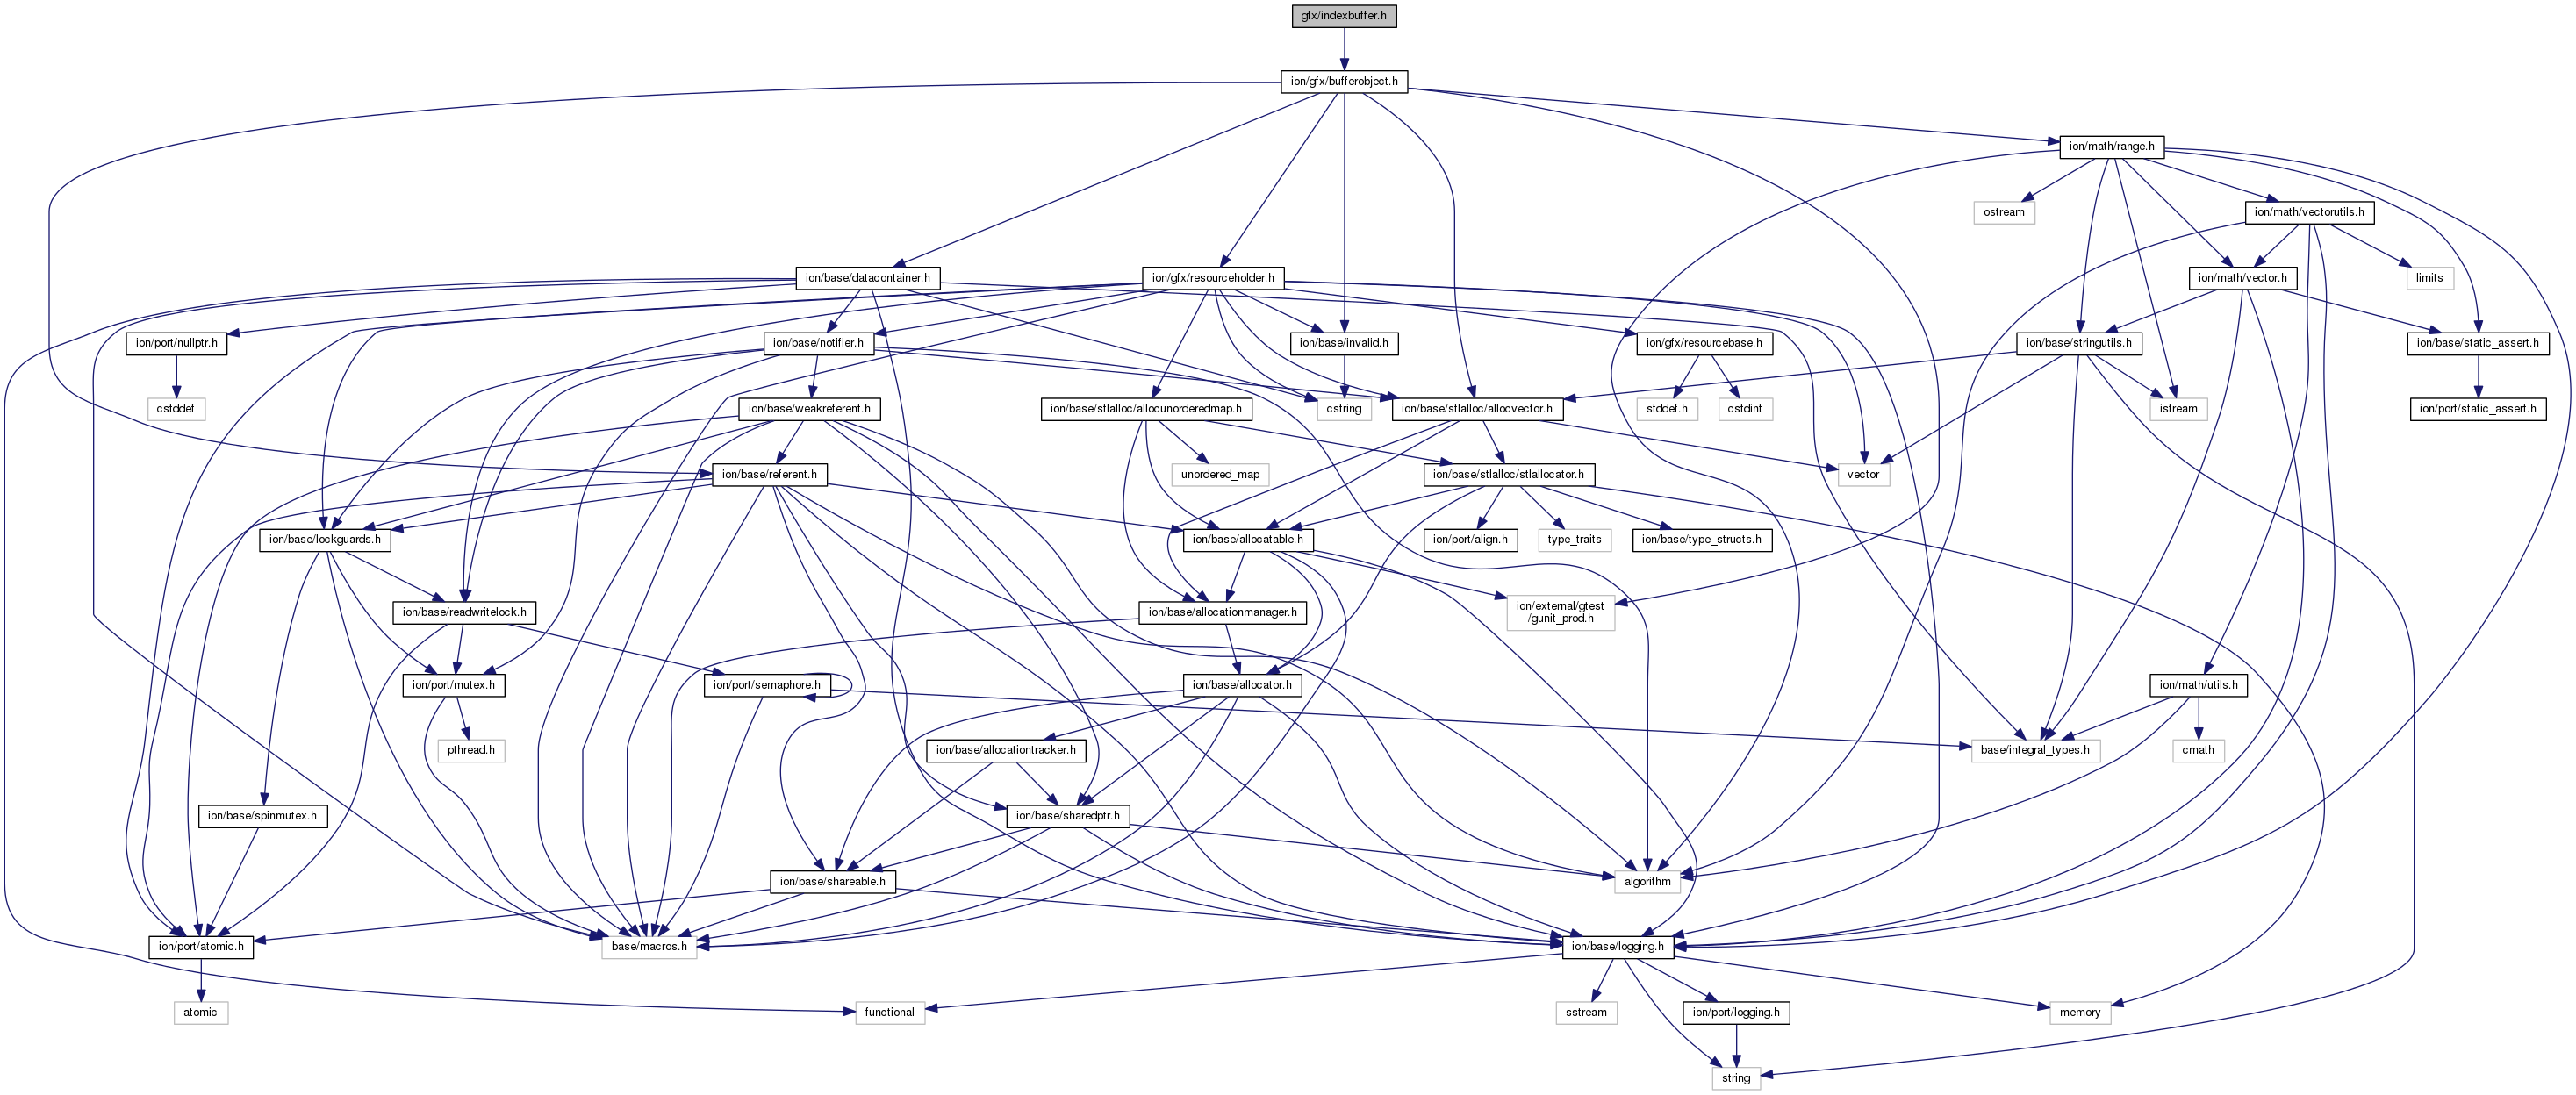 gfx/indexbuffer.h
ion/gfx/bufferobject.h
ion/math/range.h
ostream
ion/math/vectorutils.h
ion/base/datacontainer.h
ion/gfx/resourceholder.h
ion/math/vector.h
limits
ion/port/nullptr.h
ion/base/notifier.h
ion/base/invalid.h
ion/gfx/resourcebase.h
ion/base/stringutils.h
ion/base/static_assert.h
cstddef
ion/base/weakreferent.h
ion/base/stlalloc/allocunorderedmap.h
cstring
ion/base/stlalloc/allocvector.h
stddef.h
cstdint
istream
ion/port/static_assert.h
ion/base/referent.h
unordered_map
ion/base/stlalloc/stlallocator.h
vector
ion/base/lockguards.h
ion/base/allocatable.h
ion/port/align.h
type_traits
ion/base/type_structs.h
ion/base/readwritelock.h
ion/base/allocationmanager.h
ion/external/gtest
/gunit_prod.h
ion/port/mutex.h
ion/port/semaphore.h
ion/base/allocator.h
ion/math/utils.h
pthread.h
ion/base/allocationtracker.h
base/integral_types.h
cmath
ion/base/spinmutex.h
ion/base/sharedptr.h
ion/base/shareable.h
algorithm
ion/port/atomic.h
base/macros.h
ion/base/logging.h
atomic
functional
sstream
ion/port/logging.h
memory
string